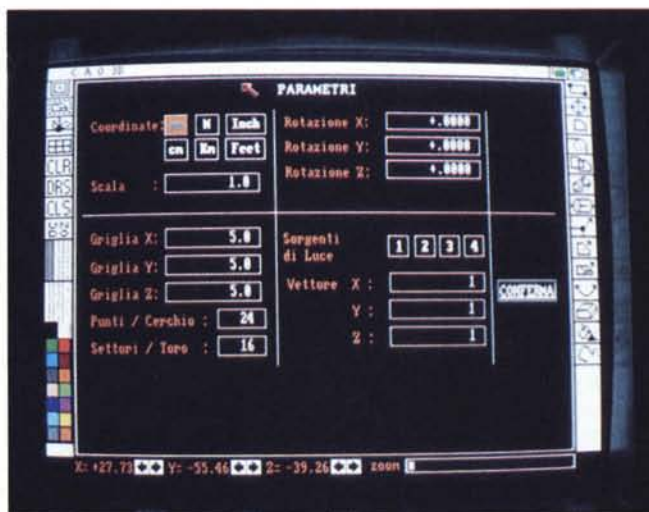 C A D 3D
PARAMETRI
Coordinate: M Inch
cm Km Feet
Scala : 1.0
Rotazione X: +.0000
Rotazione Y: +.0000
Rotazione Z: +.0000
Griglia X: 5.0
Griglia Y: 5.0
Griglia Z: 5.0
Punti / Cerchio : 24
Settori / Toro : 16
Sorgenti di Luce 1 2 3 4
Vettore X : 1
Y : 1
Z : 1
CONFERMA
CLR
DRS
CLS
X= +27.73 Y= -55.46 Z= -39.26 zoom